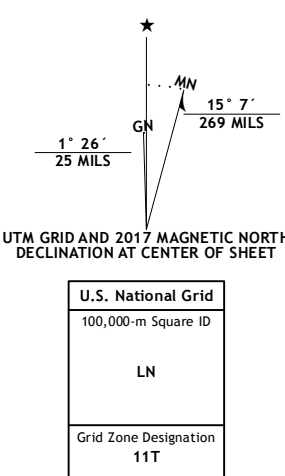 ★
MN
15° 7´
269 MILS
GN
1° 26´
25 MILS
UTM GRID AND 2017 MAGNETIC NORTH
DECLINATION AT CENTER OF SHEET
U.S. National Grid
100,000-m Square ID
LN
Grid Zone Designation
11T